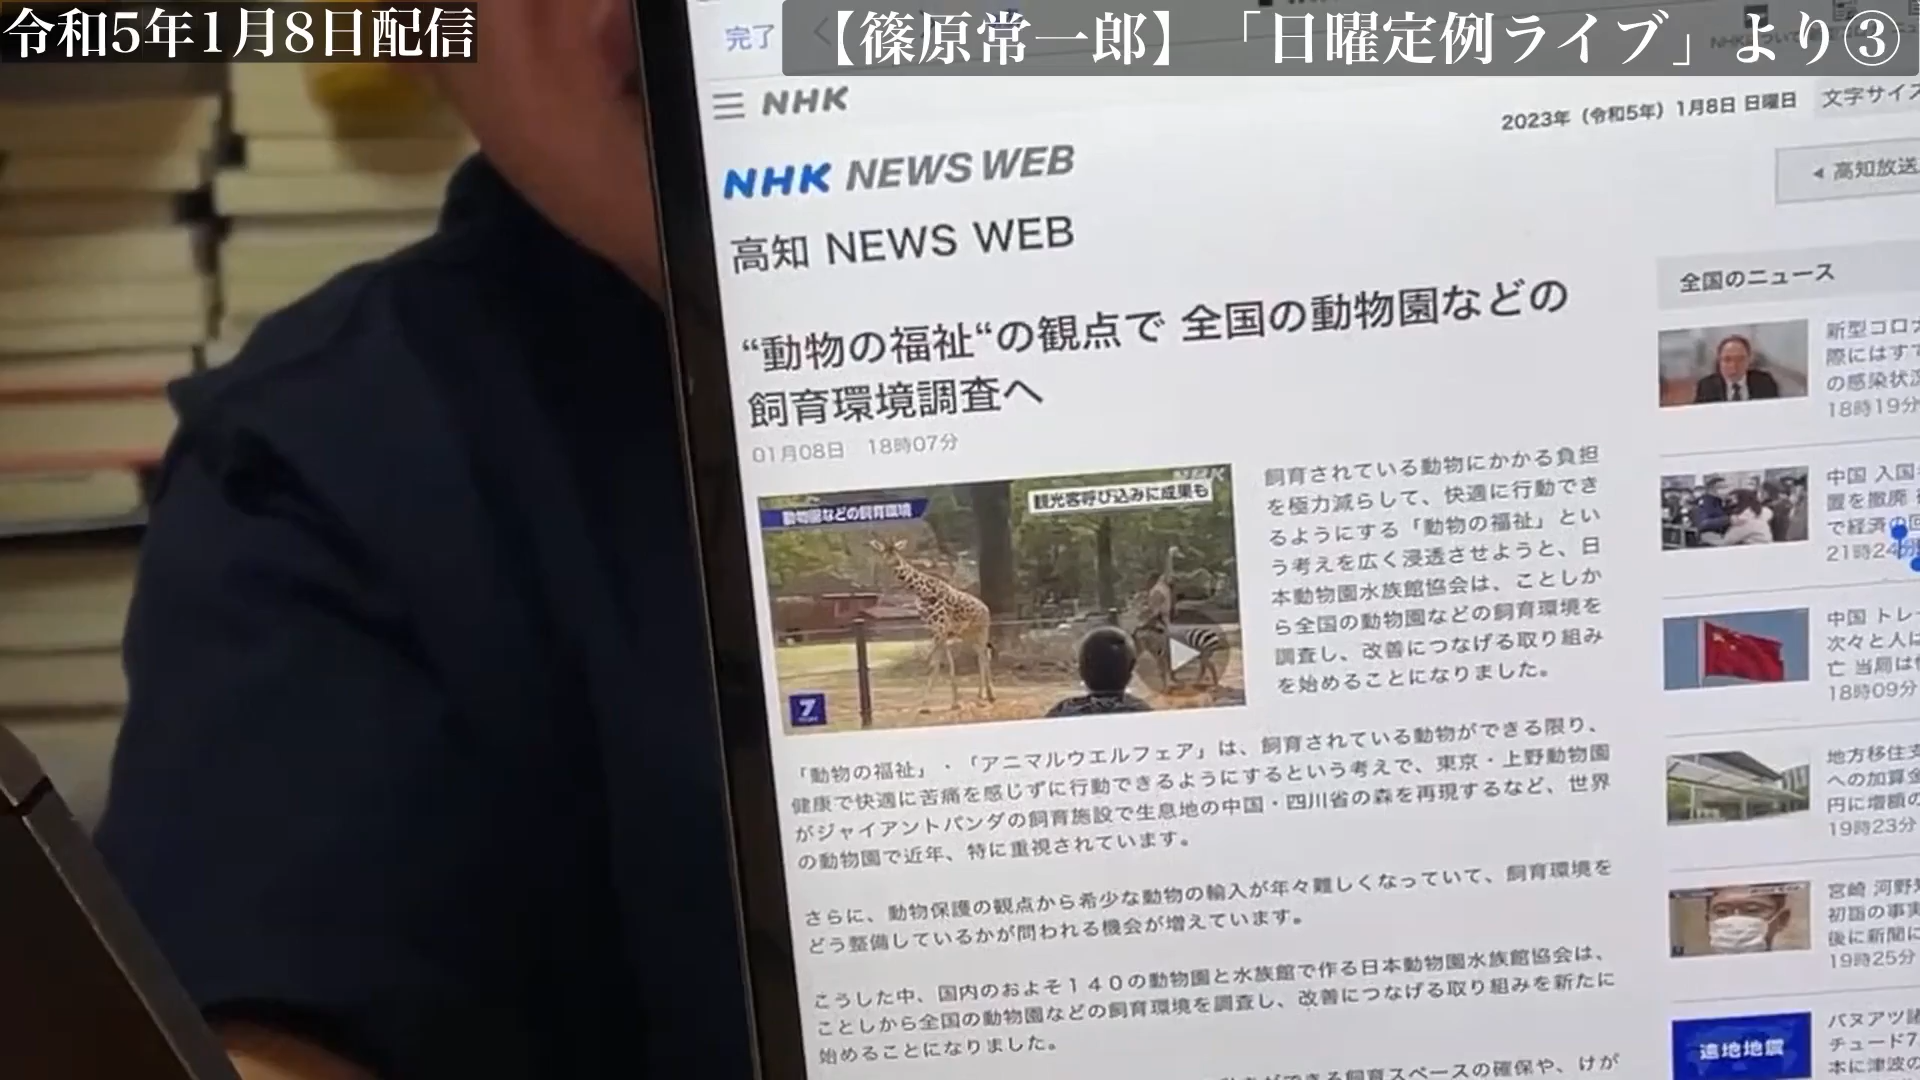 令和5年1月8日配信
【篠原常一郎】「日曜定例ライブ」より③
完了
NHK
2023年（令和5年）1月8日 日曜日
文字サイズ
NHK NEWS WEB
高知放送
高知 NEWS WEB
“動物の福祉“の観点で 全国の動物園などの
飼育環境調査へ
01月08日 18時07分
動物園などの飼育環境
観光客呼び込みに成果も
7
飼育されている動物にかかる負担
を極力減らして、快適に行動でき
るようにする「動物の福祉」とい
う考えを広く浸透させようと、日
本動物園水族館協会は、ことしか
ら全国の動物園などの飼育環境を
調査し、改善につなげる取り組み
を始めることになりました。
「動物の福祉」・「アニマルウエルフェア」は、飼育されている動物ができる限り、
健康で快適に苦痛を感じずに行動できるようにするという考えで、東京・上野動物園
がジャイアントパンダの飼育施設で生息地の中国・四川省の森を再現するなど、世界
の動物園で近年、特に重視されています。
さらに、動物保護の観点から希少な動物の輸入が年々難しくなっていて、飼育環境を
どう整備しているかが問われる機会が増えています。
こうした中、国内のおよそ１４０の動物園と水族館で作る日本動物園水族館協会は、
ことしから全国の動物園などの飼育環境を調査し、改善につなげる取り組みを新たに
始めることになりました。
できる飼育スペースの確保や、けが
全国のニュース
新型コロナ
際にはすで
の感染状況
18時19分
中国 入国
置を撤廃
で経済の回
21時24分
中国 トレー
次々と人に
亡 当局は
18時09分
地方移住支
への加算金
円に増額の
19時23分
宮崎 河野知
初詣の事実
後に新聞に
19時25分
遠地地震
バヌアツ諸
チュード7.
本に津波の